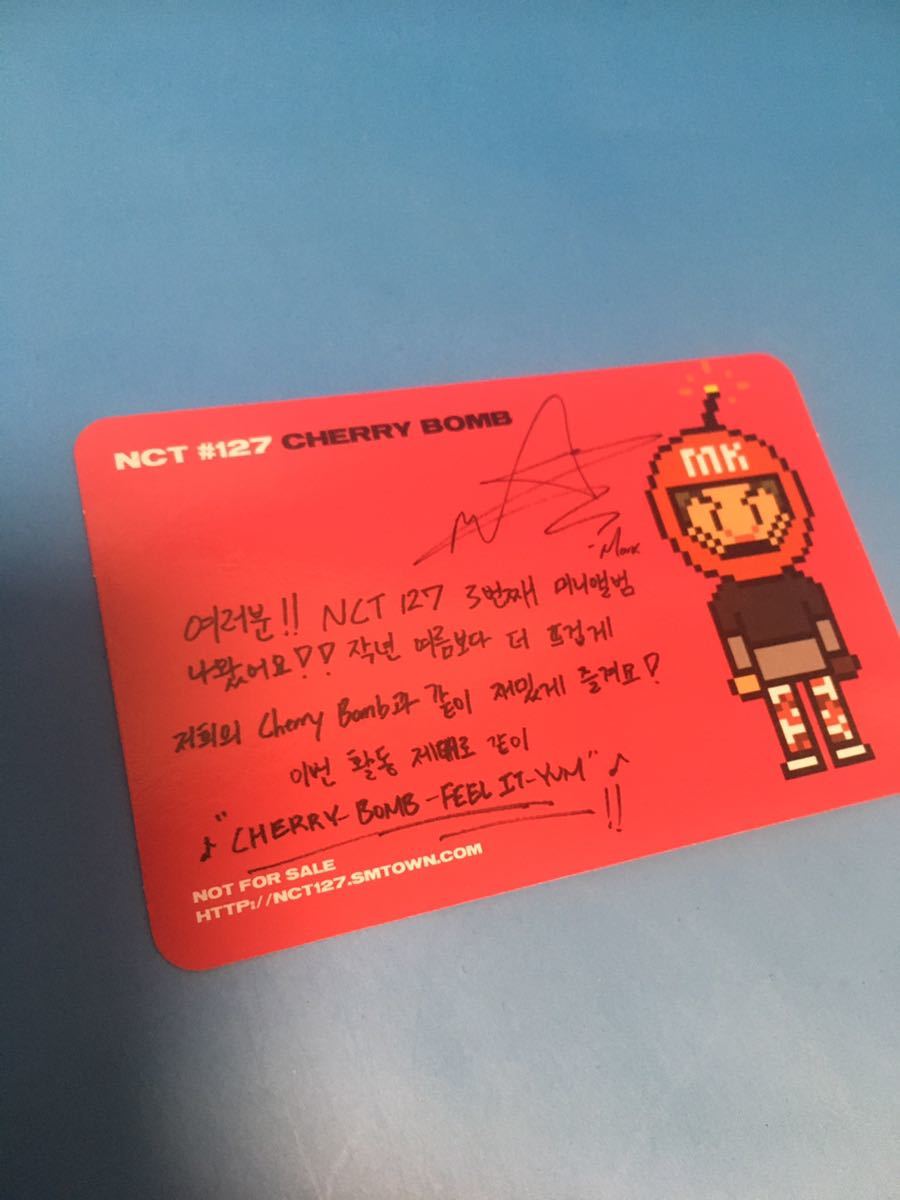 NCT #127 CHERRY BOMB
MK
-Mark
여러분!! NCT 127 3번째 미니앨범
나왔어요!! 작년 여름보다 더 뜨겁게
저희의 Cherry Bomb과 같이 재밌게 즐겨요!
이번 활동 제대로 같이
♪"CHERRY-BOMB-FEEL IT-YUM"♪!!
NOT FOR SALE
HTTP://NCT127.SMTOWN.COM